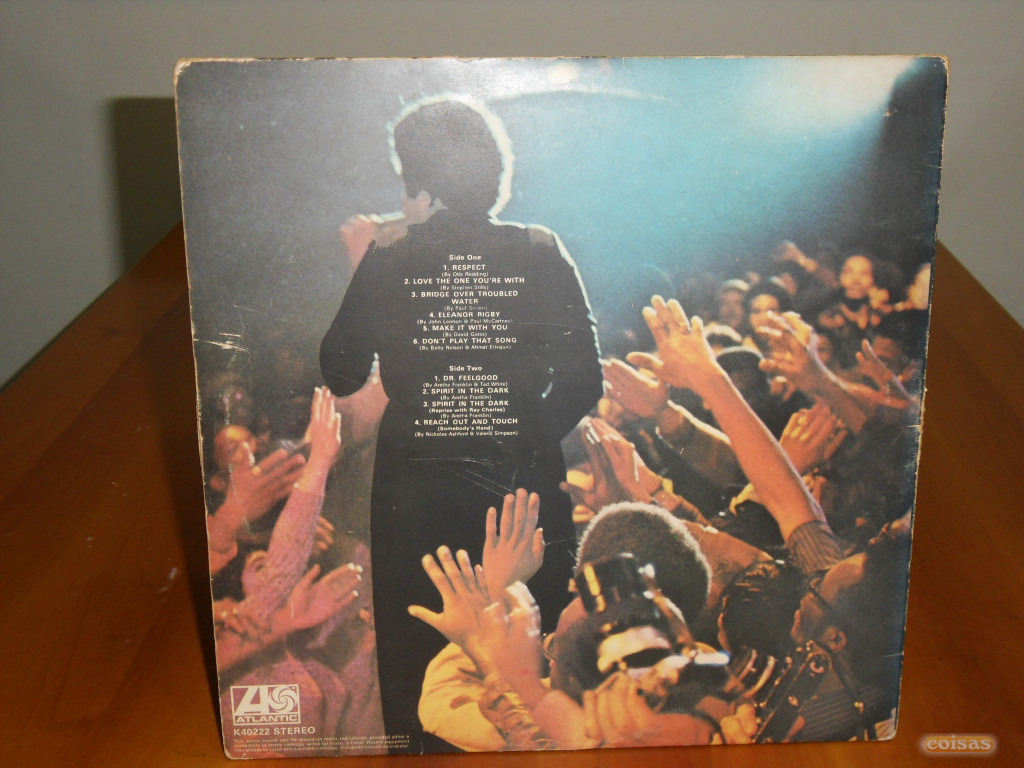 Side One
1. RESPECT
(By Otis Redding)
2. LOVE THE ONE YOU'RE WITH
(By Stephen Stills)
3. BRIDGE OVER TROUBLED
WATER
(By Paul Simon)
4. ELEANOR RIGBY
(By John Lennon & Paul McCartney)
5. MAKE IT WITH YOU
(By David Gates)
6. DON'T PLAY THAT SONG
(By Betty Nelson & Ahmet Ertegun)
Side Two
1. DR. FEELGOOD
(By Aretha Franklin & Ted White)
2. SPIRIT IN THE DARK
(By Aretha Franklin)
3. SPIRIT IN THE DARK
(Reprise with Ray Charles)
(By Aretha Franklin)
4. REACH OUT AND TOUCH
(Somebody's Hand)
(By Nickolas Ashford & Valerie Simpson)
ATLANTIC
K40222 STEREO
coisas